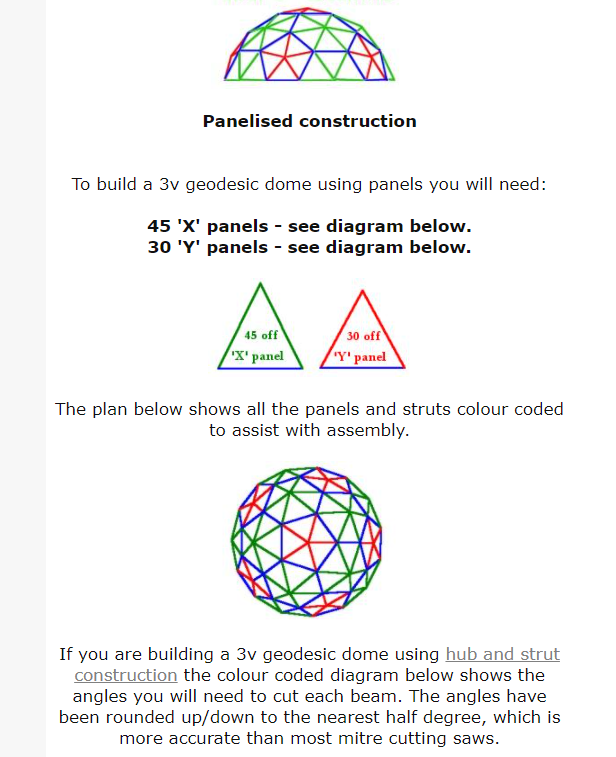 Panelised construction
To build a 3v geodesic dome using panels you will need:
45 'X' panels - see diagram below.
30 'Y' panels - see diagram below.
45 off
'X' panel
30 off
'Y' panel
The plan below shows all the panels and struts colour coded
to assist with assembly.
If you are building a 3v geodesic dome using hub and strut
construction the colour coded diagram below shows the
angles you will need to cut each beam. The angles have
been rounded up/down to the nearest half degree, which is
more accurate than most mitre cutting saws.